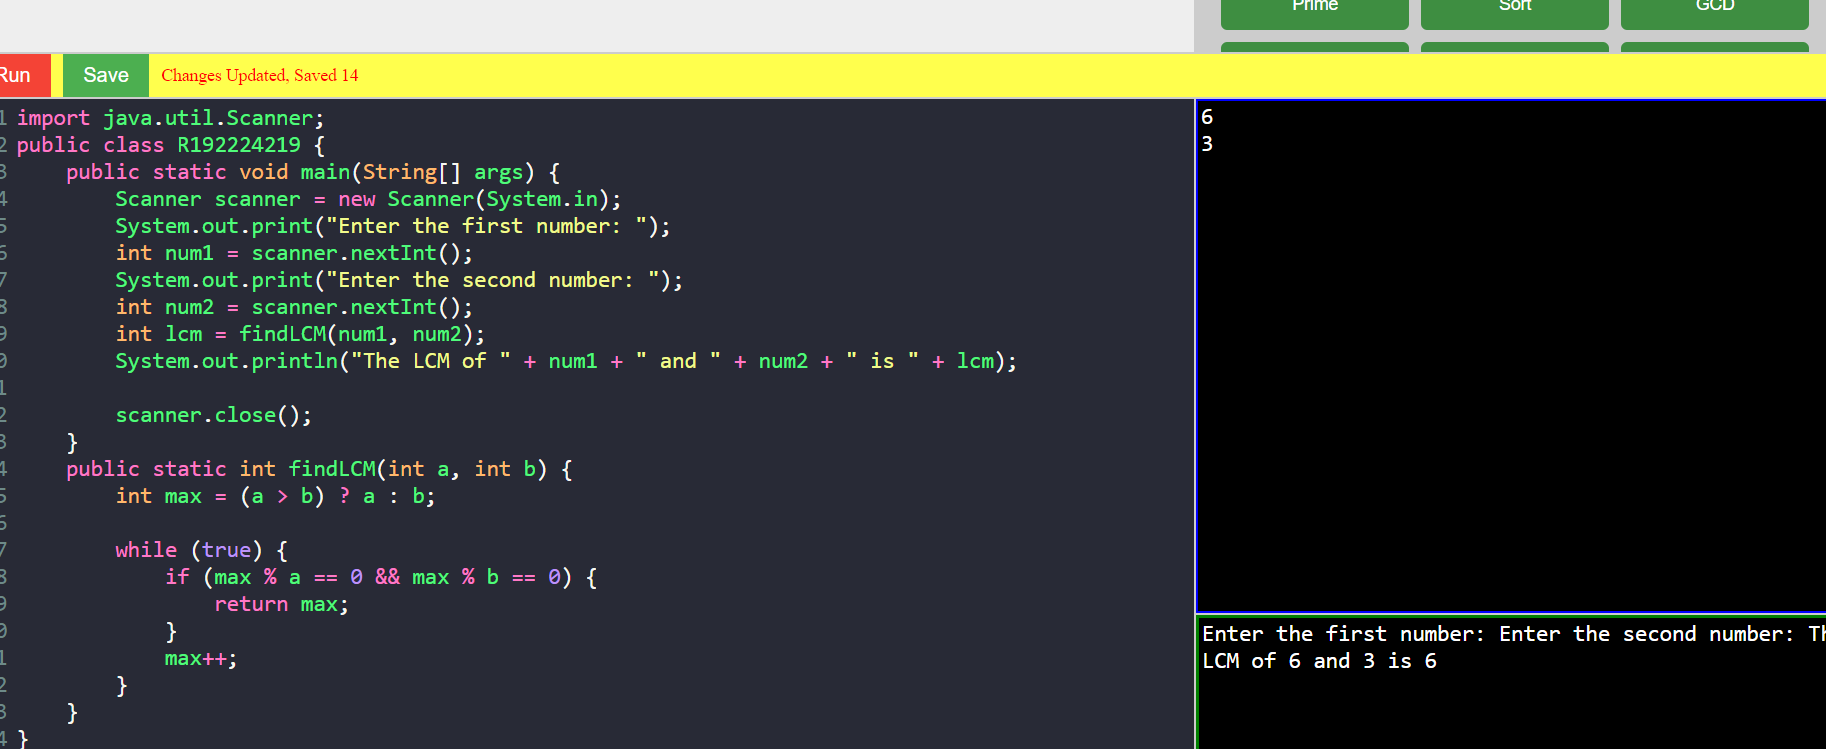 Prime Sort GCD
Run Save Changes Updated, Saved 14
1 import java.util.Scanner;
2 public class R192224219 {
3     public static void main(String[] args) {
4         Scanner scanner = new Scanner(System.in);
5         System.out.print("Enter the first number: ");
6         int num1 = scanner.nextInt();
7         System.out.print("Enter the second number: ");
8         int num2 = scanner.nextInt();
9         int lcm = findLCM(num1, num2);
0         System.out.println("The LCM of " + num1 + " and " + num2 + " is " + lcm);
1
2         scanner.close();
3     }
4     public static int findLCM(int a, int b) {
5         int max = (a > b) ? a : b;
6
7         while (true) {
8             if (max % a == 0 && max % b == 0) {
9                 return max;
0             }
1             max++;
2         }
3     }
4 }
6
3
Enter the first number: Enter the second number: Th
LCM of 6 and 3 is 6